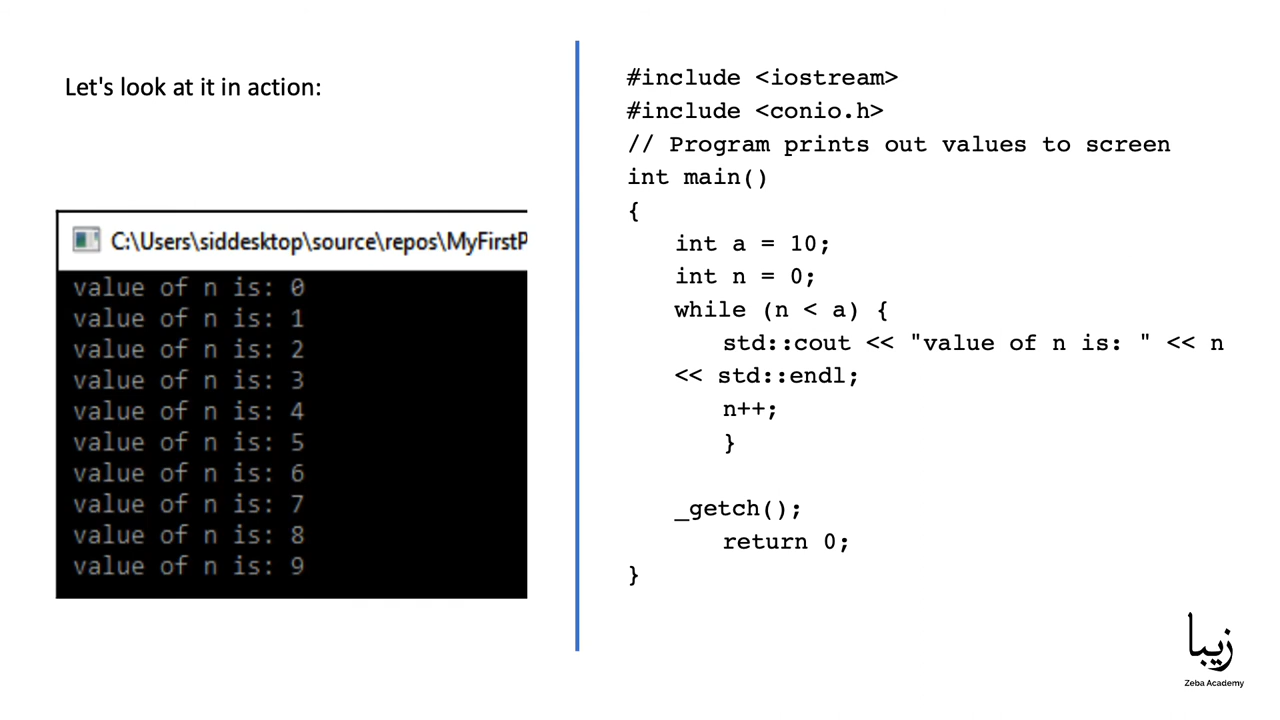 Let's look at it in action:
C:\Users\siddesktop\source\repos\MyFirstP
value of n is: 0
value of n is: 1
value of n is: 2
value of n is: 3
value of n is: 4
value of n is: 5
value of n is: 6
value of n is: 7
value of n is: 8
value of n is: 9
#include <iostream>
#include <conio.h>
// Program prints out values to screen
int main()
{
int a = 10;
int n = 0;
while (n < a) {
std::cout << "value of n is: " << n
<< std::endl;
n++;
}
_getch();
return 0;
}
زیبا
Zeba Academy